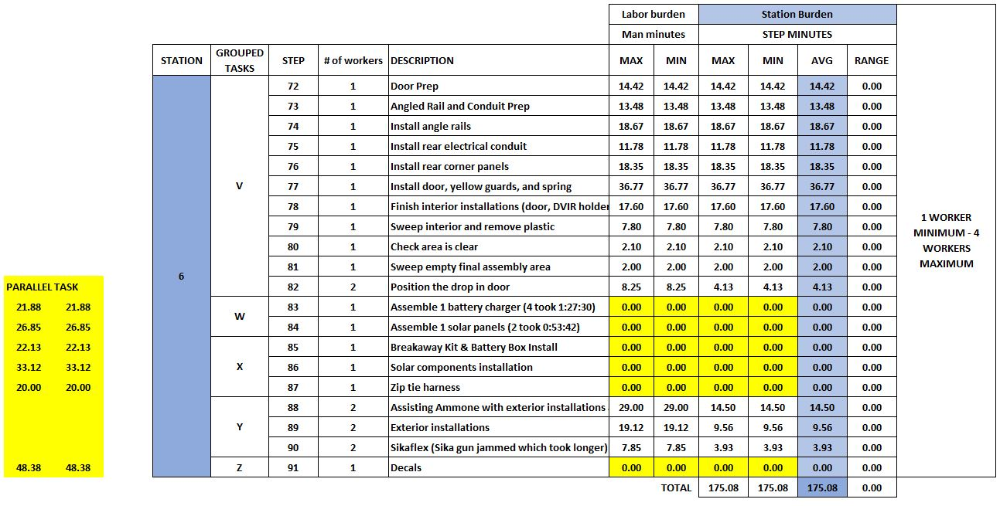 Labor burden Station Burden
Man minutes STEP MINUTES
STATION GROUPED TASKS STEP # of workers DESCRIPTION MAX MIN MAX MIN AVG RANGE
72 1 Door Prep 14.42 14.42 14.42 14.42 14.42 0.00
73 1 Angled Rail and Conduit Prep 13.48 13.48 13.48 13.48 13.48 0.00
74 1 Install angle rails 18.67 18.67 18.67 18.67 18.67 0.00
75 1 Install rear electrical conduit 11.78 11.78 11.78 11.78 11.78 0.00
76 1 Install rear corner panels 18.35 18.35 18.35 18.35 18.35 0.00
V 77 1 Install door, yellow guards, and spring 36.77 36.77 36.77 36.77 36.77 0.00
78 1 Finish interior installations (door, DVIR holder 17.60 17.60 17.60 17.60 17.60 0.00
79 1 Sweep interior and remove plastic 7.80 7.80 7.80 7.80 7.80 0.00
80 1 Check area is clear 2.10 2.10 2.10 2.10 2.10 0.00
81 1 Sweep empty final assembly area 2.00 2.00 2.00 2.00 2.00 0.00
82 2 Position the drop in door 8.25 8.25 4.13 4.13 4.13 0.00
1 WORKER
MINIMUM - 4
WORKERS
MAXIMUM
6
PARALLEL TASK
21.88 21.88 W 83 1 Assemble 1 battery charger (4 took 1:27:30) 0.00 0.00 0.00 0.00 0.00 0.00
26.85 26.85 84 1 Assemble 1 solar panels (2 took 0:53:42) 0.00 0.00 0.00 0.00 0.00 0.00
22.13 22.13 85 1 Breakaway Kit & Battery Box Install 0.00 0.00 0.00 0.00 0.00 0.00
33.12 33.12 X 86 1 Solar components installation 0.00 0.00 0.00 0.00 0.00 0.00
20.00 20.00 87 1 Zip tie harness 0.00 0.00 0.00 0.00 0.00 0.00
88 2 Assisting Ammone with exterior installations 29.00 29.00 14.50 14.50 14.50 0.00
Y 89 2 Exterior installations 19.12 19.12 9.56 9.56 9.56 0.00
90 2 Sikaflex (Sika gun jammed which took longer) 7.85 7.85 3.93 3.93 3.93 0.00
48.38 48.38 Z 91 1 Decals 0.00 0.00 0.00 0.00 0.00 0.00
TOTAL 175.08 175.08 175.08 0.00